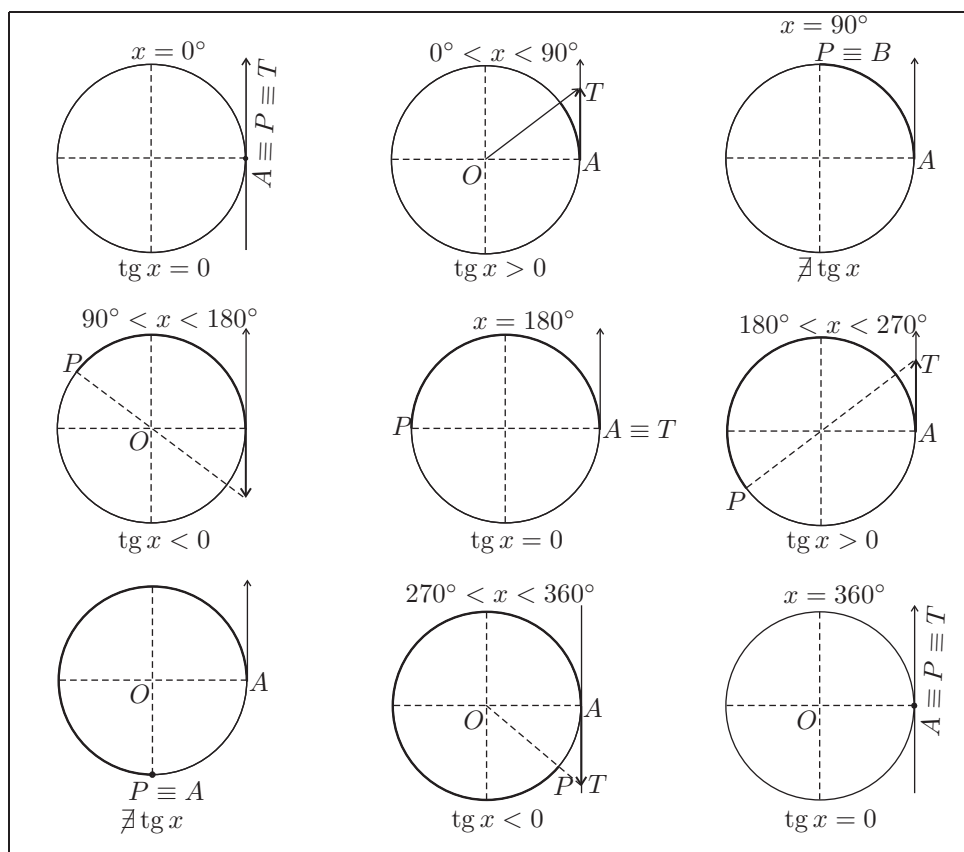 x = 0°
A ≡ P ≡ T
tg x = 0
0° < x < 90°
T
O
A
tg x > 0
x = 90°
P ≡ B
A
∄ tg x
90° < x < 180°
P
O
tg x < 0
x = 180°
P
A ≡ T
tg x = 0
180° < x < 270°
T
A
P
tg x > 0
O
A
P ≡ A
∄ tg x
270° < x < 360°
O
A
P
T
tg x < 0
x = 360°
A ≡ P ≡ T
O
tg x = 0